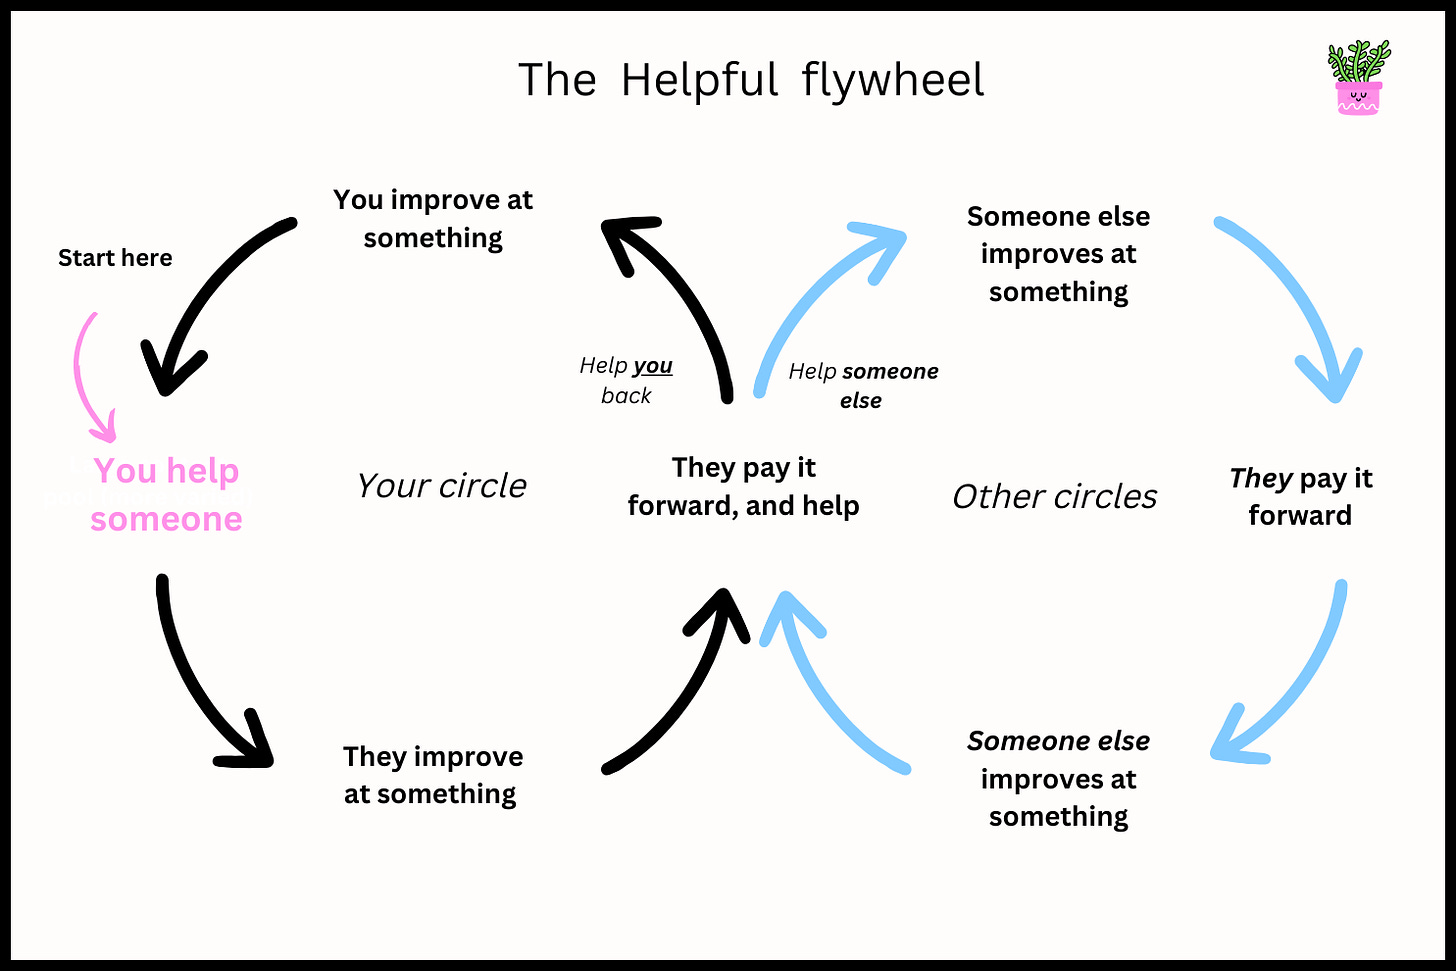 The Helpful flywheel
You improve at
something
Someone else
improves at
something
Start here
Help you
back
Help someone
else
You help
someone
Your circle
They pay it
forward, and help
Other circles
They pay it
forward
They improve
at something
Someone else
improves at
something